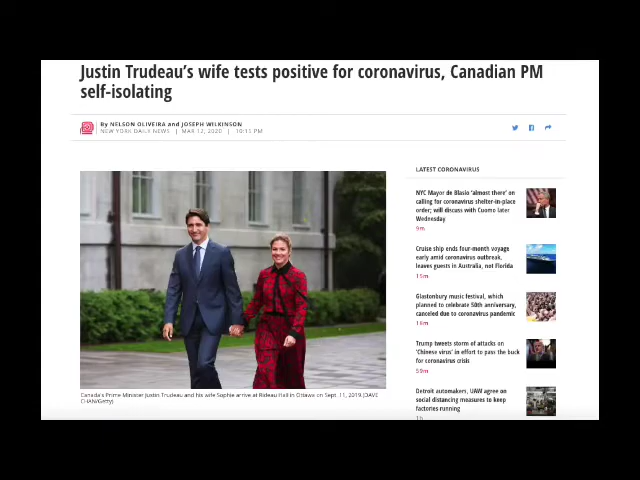 Justin Trudeau's wife tests positive for coronavirus, Canadian PM
self-isolating
By NELSON OLIVEIRA and JOSEPH WILKINSON
NEW YORK DAILY NEWS | MAR 12, 2020 | 10:15 PM
LATEST CORONAVIRUS
NYC Mayor de Blasio 'almost there' on
calling for coronavirus shelter-in-place
order; will discuss with Cuomo later
Wednesday
9m
Cruise ship ends four-month voyage
early amid coronavirus outbreak,
leaves guests in Australia, not Florida
15m
Glastonbury music festival, which
planned to celebrate 50th anniversary,
canceled due to coronavirus pandemic
16m
Trump tweets storm of attacks on
'Chinese virus' in effort to pass the buck
for coronavirus crisis
59m
Detroit automakers, UAW agree on
social distancing measures to keep
factories running
1h
Canada's Prime Minister Justin Trudeau and his wife Sophie arrive at Rideau Hall in Ottawa on Sept. 11, 2019. (DAVE
CHAN/Getty)